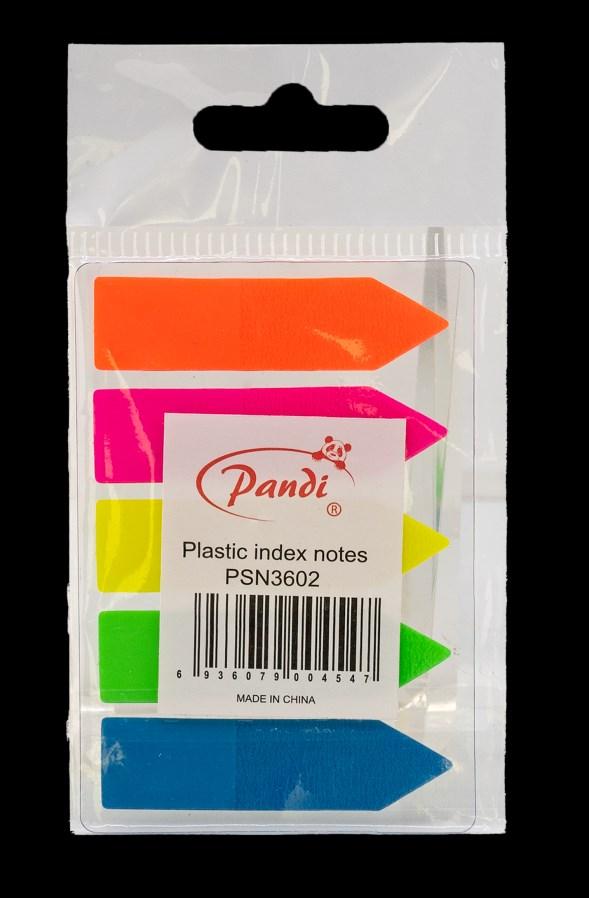 Pandi
®
Plastic index notes
PSN3602
6 936079 004547
MADE IN CHINA